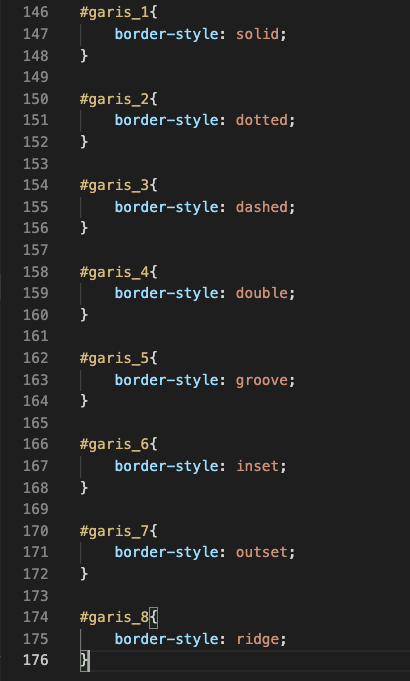 146 #garis_1{
147     border-style: solid;
148 }
149
150 #garis_2{
151     border-style: dotted;
152 }
153
154 #garis_3{
155     border-style: dashed;
156 }
157
158 #garis_4{
159     border-style: double;
160 }
161
162 #garis_5{
163     border-style: groove;
164 }
165
166 #garis_6{
167     border-style: inset;
168 }
169
170 #garis_7{
171     border-style: outset;
172 }
173
174 #garis_8{
175     border-style: ridge;
176 }